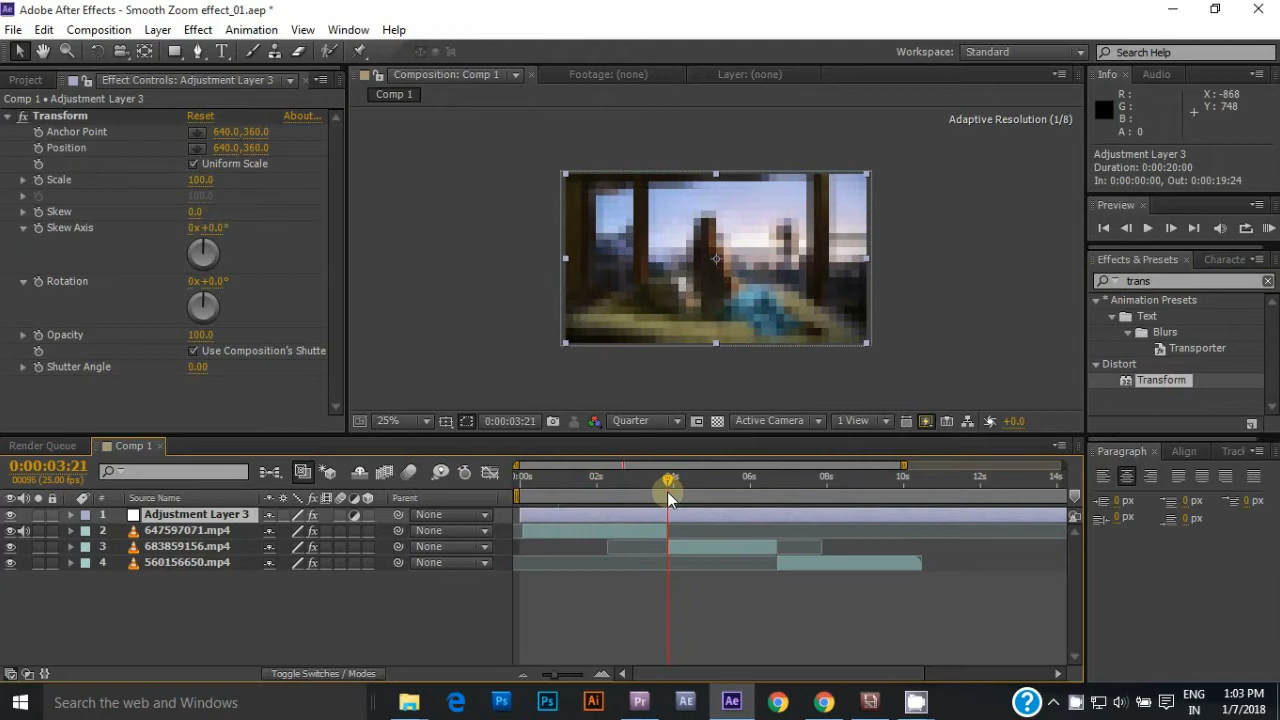 Adobe After Effects - Smooth Zoom effect_01.aep *
File Edit Composition Layer Effect Animation View Window Help
Workspace: Standard Search Help
Project Effect Controls: Adjustment Layer 3
Composition: Comp 1 Footage: (none) Layer: (none)
Info Audio
Comp 1 • Adjustment Layer 3
Comp 1
fx Transform Reset About...
Anchor Point 640.0,360.0
Position 640.0,360.0
Uniform Scale
Scale 100.0
100.0
Skew 0.0
Skew Axis 0x+0.0°
Rotation 0x+0.0°
Opacity 100.0
Use Composition's Shutte
Shutter Angle 0.00
Adaptive Resolution (1/8)
R:
G:
B:
A: 0
X: -868
Y: 748
Adjustment Layer 3
Duration: 0:00:20:00
In: 0:00:00:00, Out: 0:00:19:24
Preview
Effects & Presets Characte
trans
* Animation Presets
Text
Blurs
Transporter
Distort
Transform
25% 0:00:03:21 Quarter Active Camera 1 View +0.0
Render Queue Comp 1
0:00:03:21
00096 (25.00 fps)
:00s 02s 04s 06s 08s 10s 12s 14s
# Source Name Parent
1 Adjustment Layer 3 None
2 647597071.mp4 None
3 683859156.mp4 None
4 560156650.mp4 None
Toggle Switches / Modes
Paragraph Align Tracl
0 px 0 px 0 px
0 px 0 px
Search the web and Windows
Ps Ps Ai Pr AE Ae
ENG
IN
1:03 PM
1/7/2018